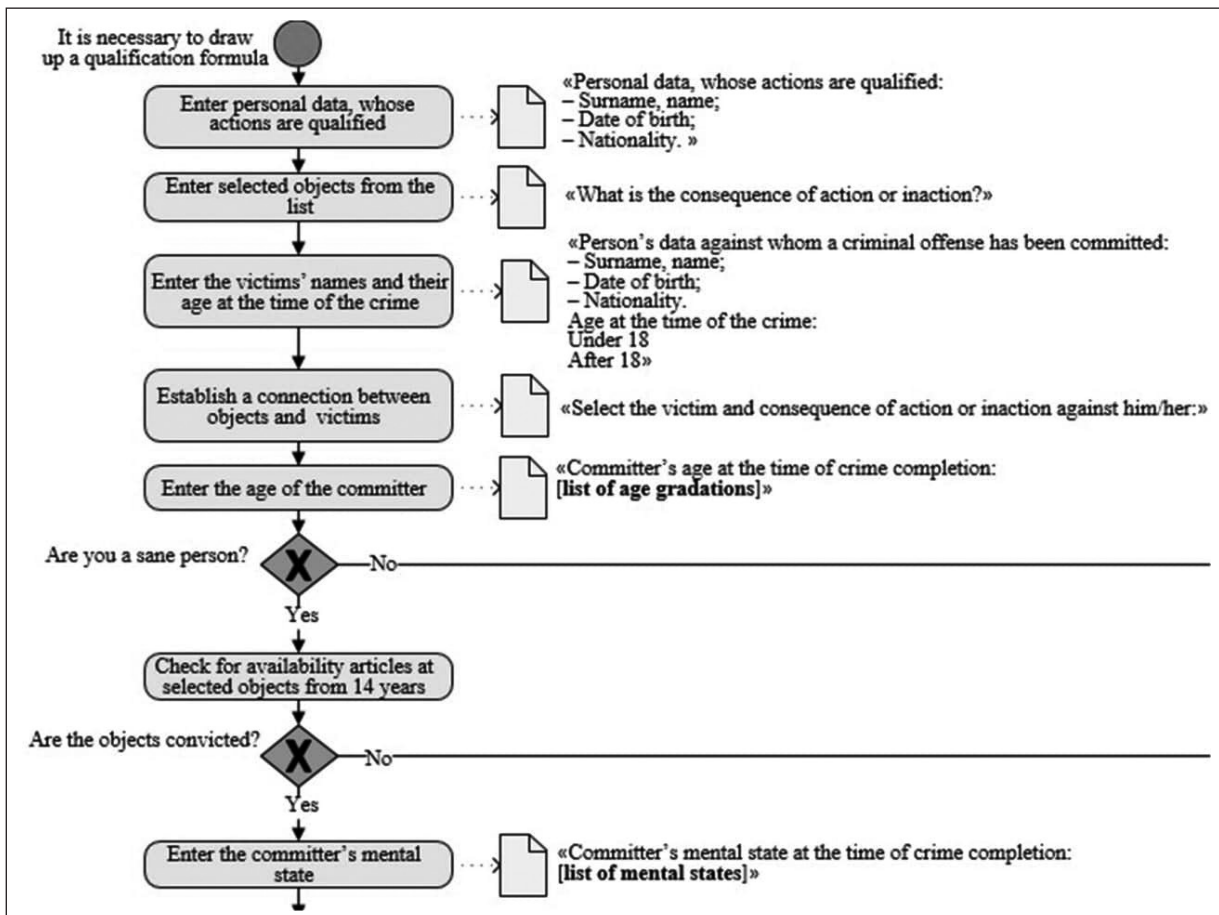 It is necessary to draw
up a qualification formula
Enter personal data, whose
actions are qualified
«Personal data, whose actions are qualified:
– Surname, name;
– Date of birth;
– Nationality. »
Enter selected objects from the
list
«What is the consequence of action or inaction?»
Enter the victims’ names and their
age at the time of the crime
«Person’s data against whom a criminal offense has been committed:
– Surname, name;
– Date of birth;
– Nationality.
Age at the time of the crime:
Under 18
After 18»
Establish a connection between
objects and victims
«Select the victim and consequence of action or inaction against him/her:»
Enter the age of the committer
«Committer’s age at the time of crime completion:
[list of age gradations]»
Are you a sane person?
X
No
Yes
Check for availability articles at
selected objects from 14 years
Are the objects convicted?
X
No
Yes
Enter the committer’s mental
state
«Committer’s mental state at the time of crime completion:
[list of mental states]»